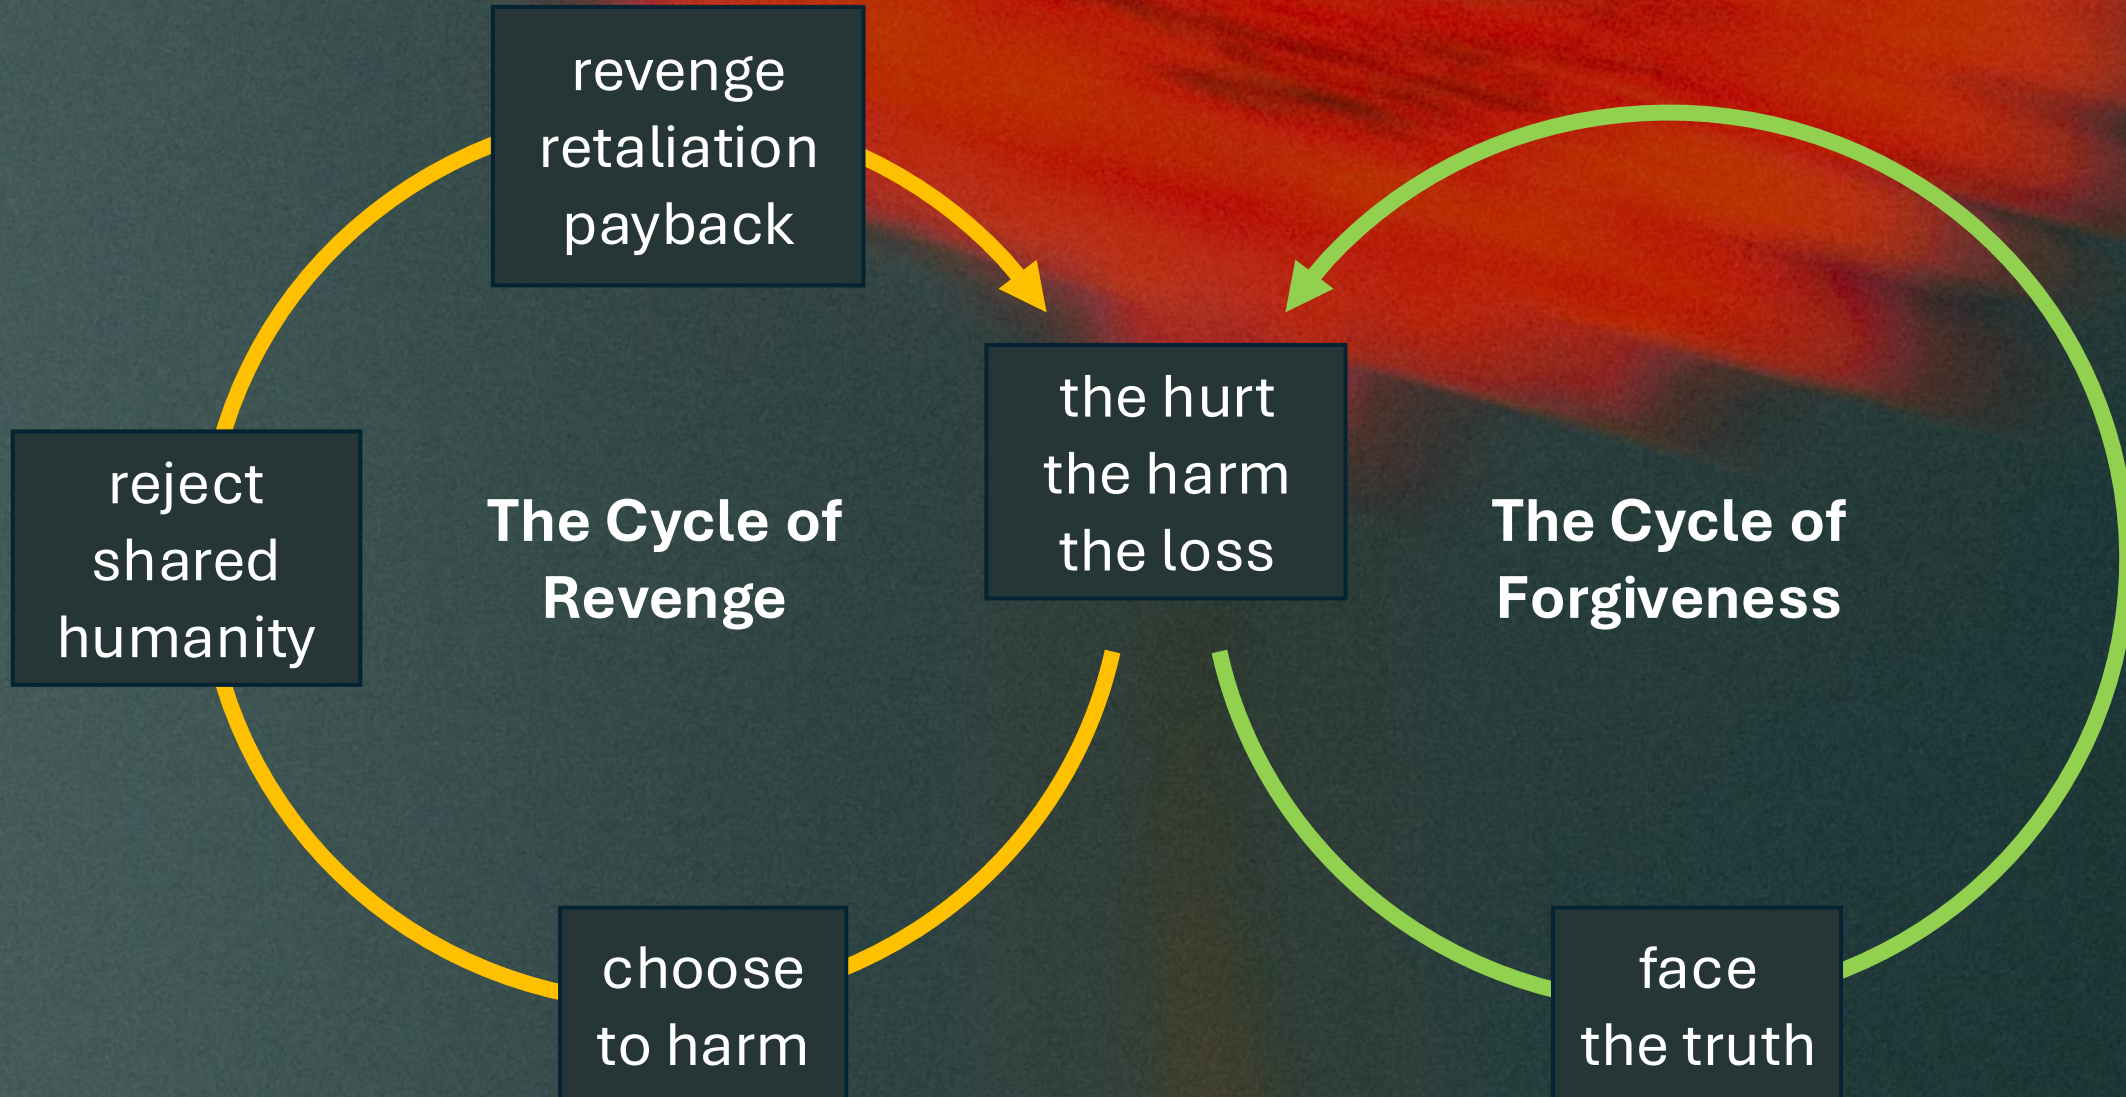 revenge
retaliation
payback
the hurt
the harm
the loss
reject
shared
humanity
The Cycle of
Revenge
The Cycle of
Forgiveness
choose
to harm
face
the truth